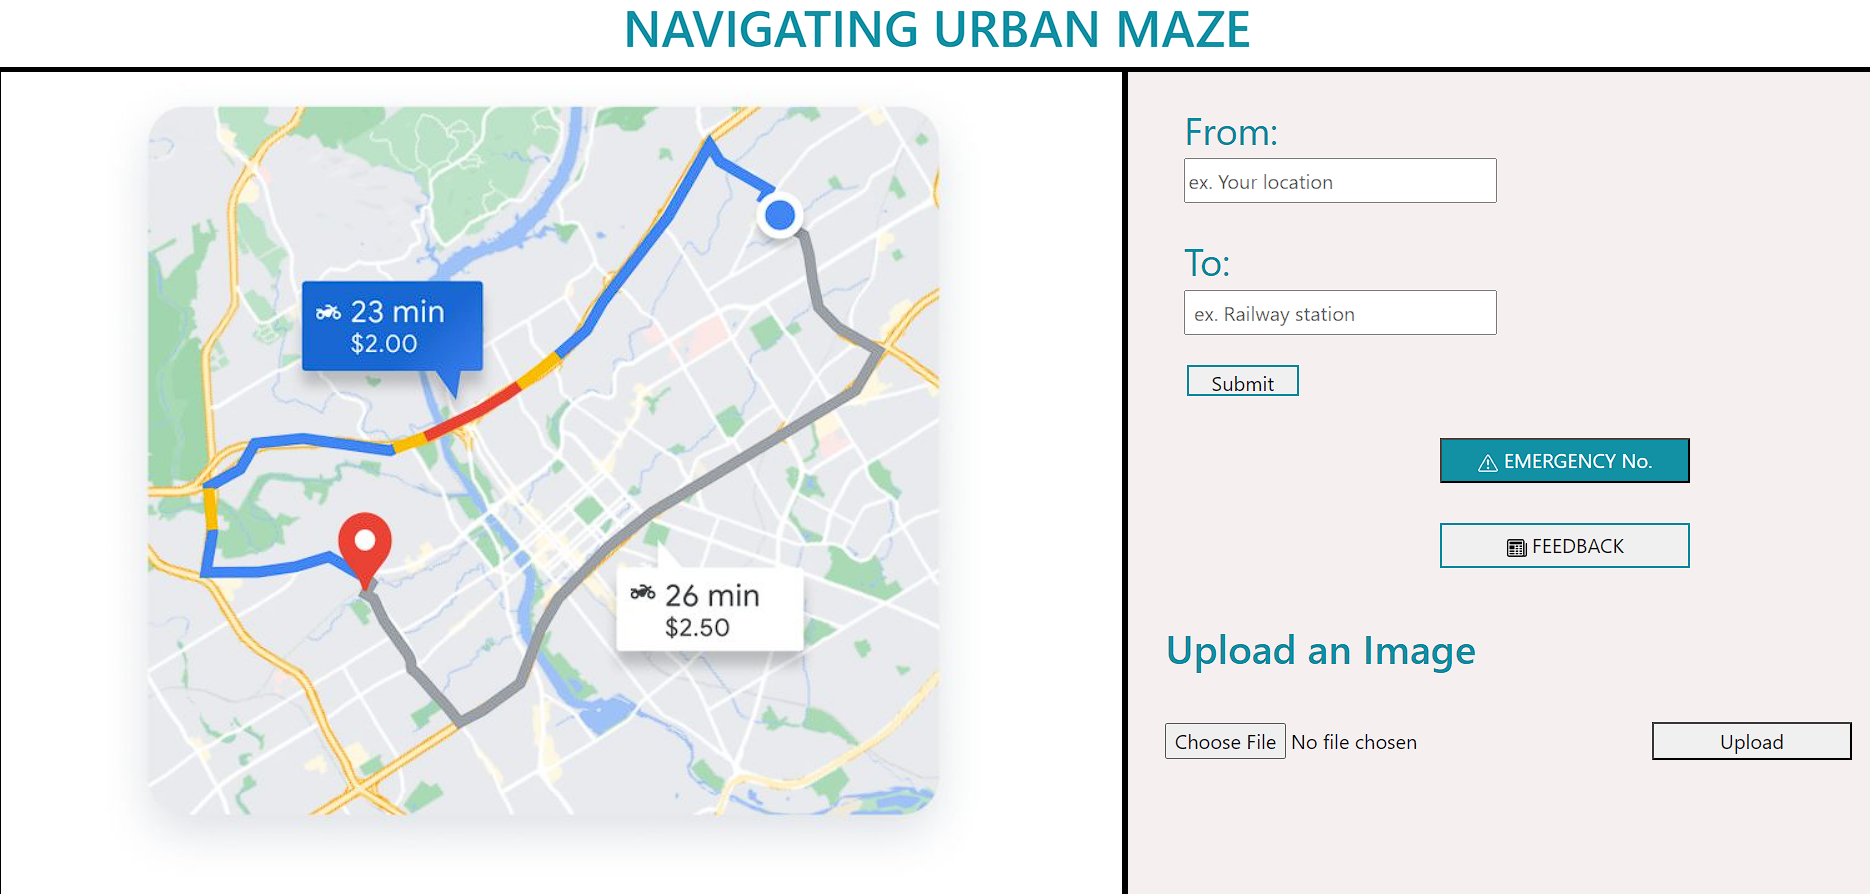 NAVIGATING URBAN MAZE
23 min
$2.00
26 min
$2.50
From:
ex. Your location
To:
ex. Railway station
Submit
EMERGENCY No.
FEEDBACK
Upload an Image
Choose File No file chosen
Upload